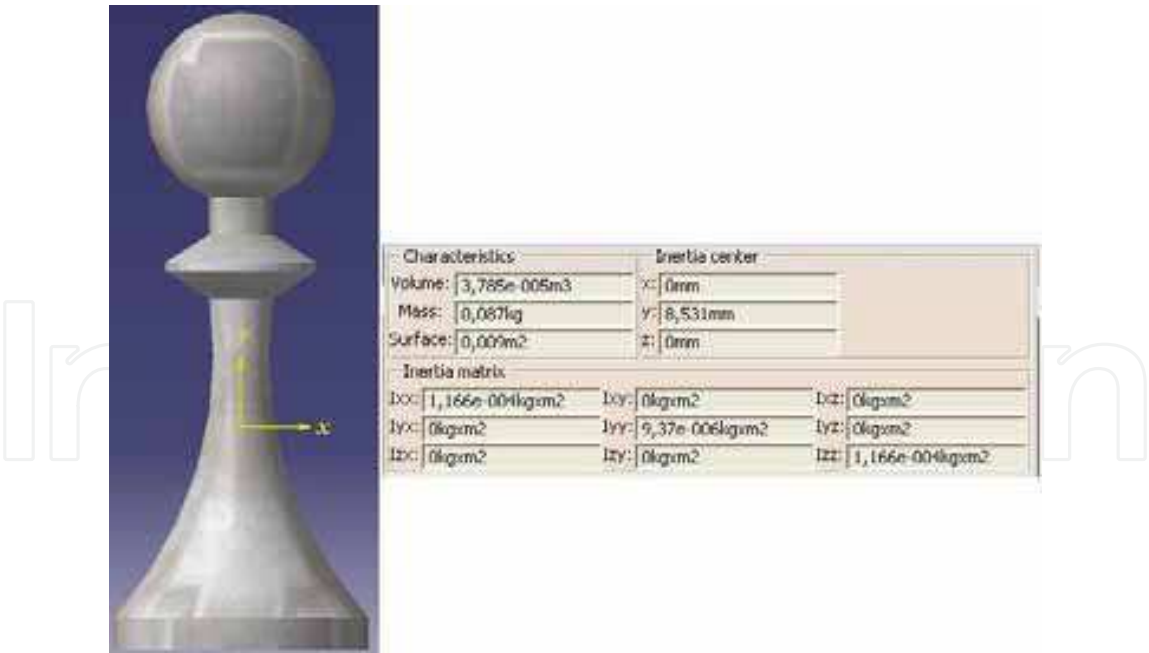 Characteristics Inertia center
Volume: 3,785e-005m3 x: 0mm
Mass: 0,087kg y: 8,531mm
Surface: 0,009m2 z: 0mm
Inertia matrix
Ixx: 1,166e-004kgxm2 Ixy: 0kgxm2 Ixz: 0kgxm2
Iyx: 0kgxm2 Iyy: 9,37e-006kgxm2 Iyz: 0kgxm2
Izx: 0kgxm2 Izy: 0kgxm2 Izz: 1,166e-004kgxm2
x